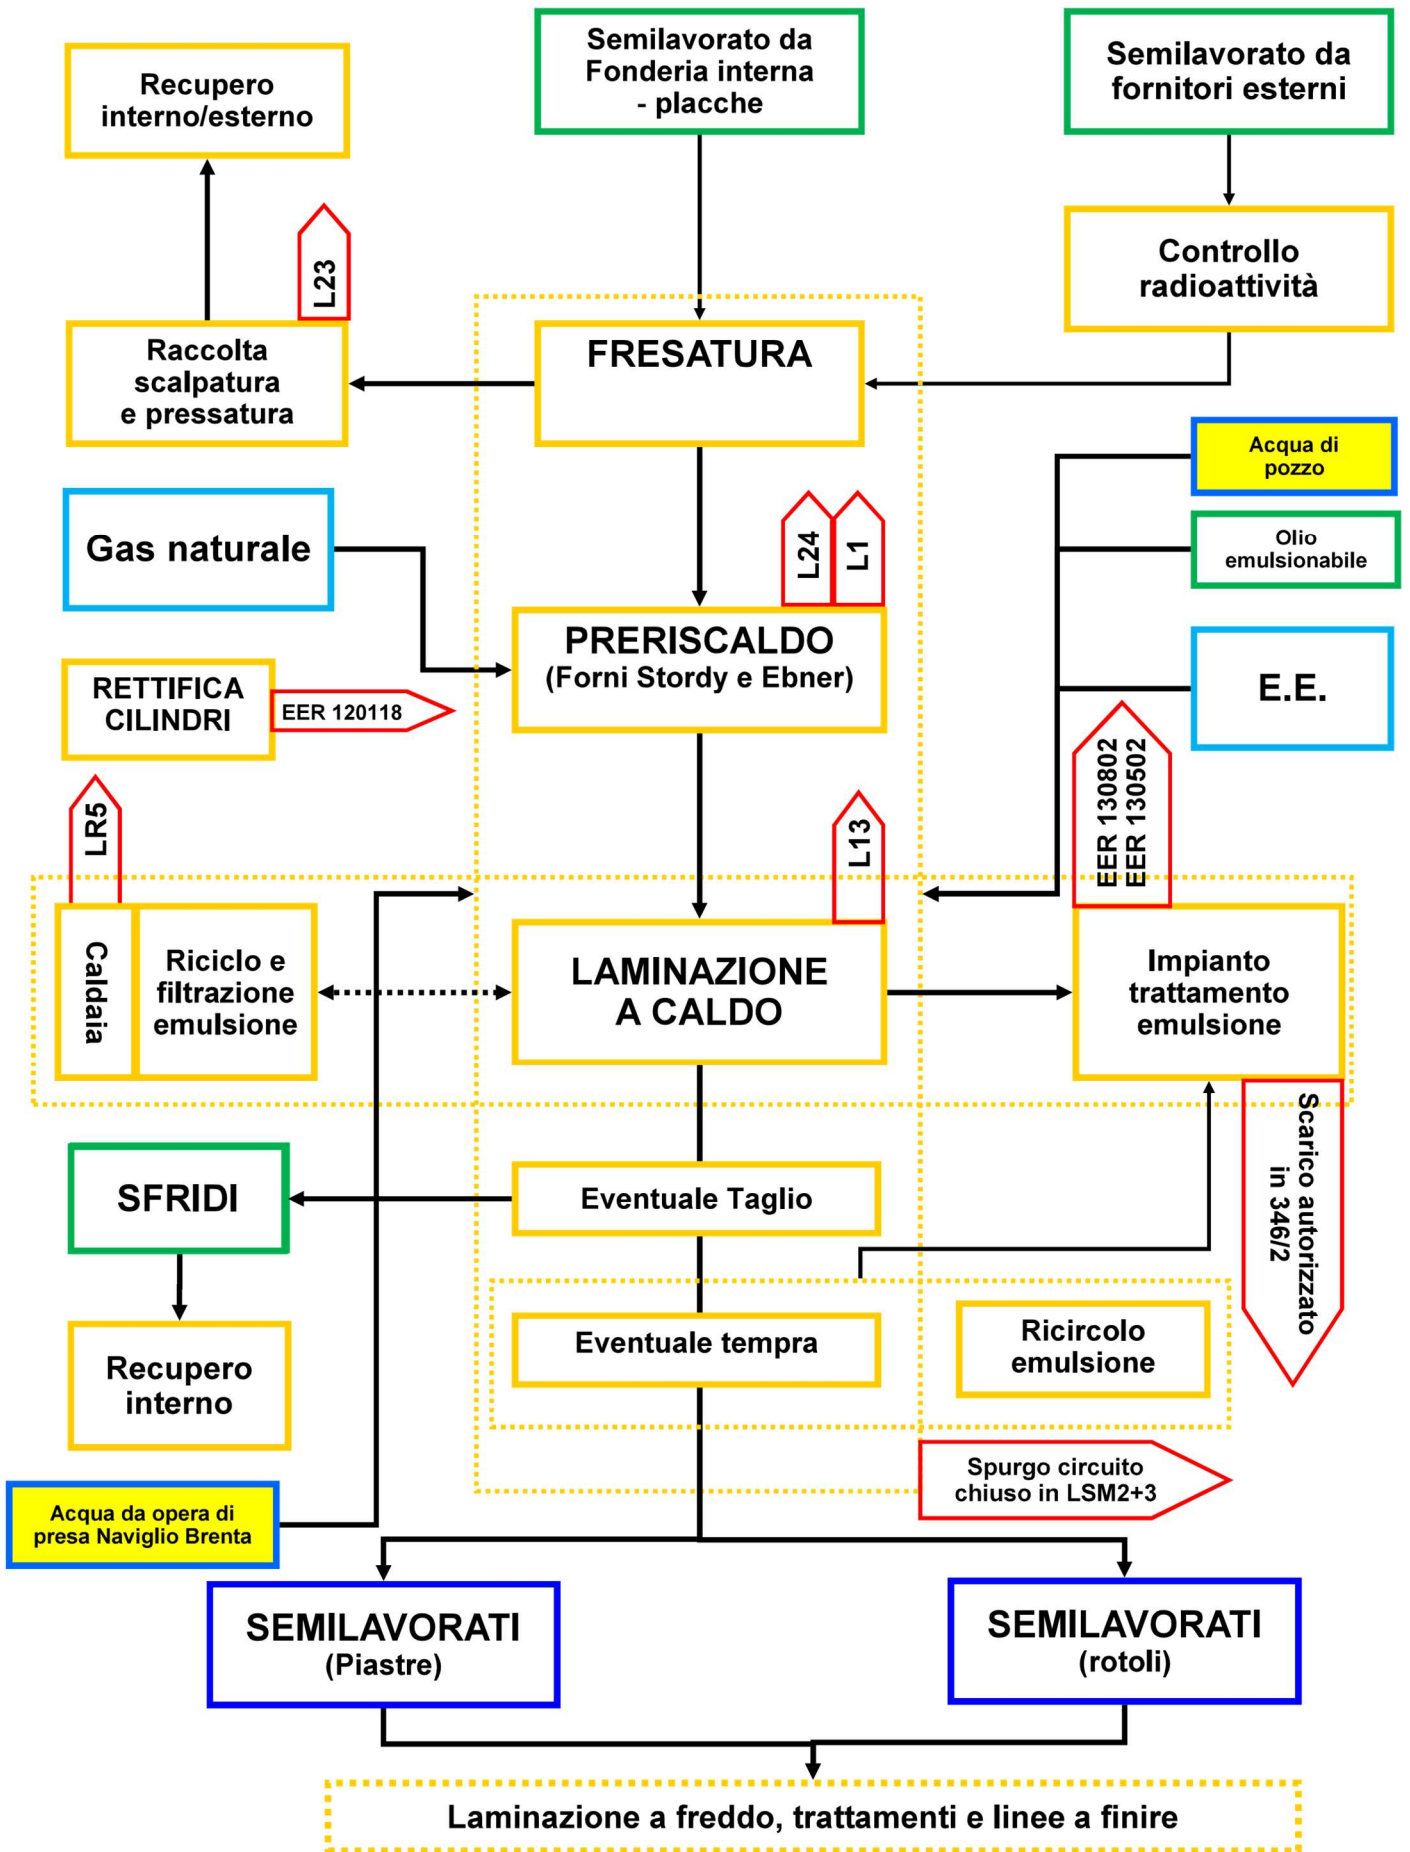 Semilavorato da
Fonderia interna
- placche
Semilavorato da
fornitori esterni
Recupero
interno/esterno
Controllo
radioattività
L23
Raccolta
scalpatura
e pressatura
FRESATURA
Acqua di
pozzo
Gas naturale
L24
L1
Olio
emulsionabile
PRERISCALDO
(Forni Stordy e Ebner)
RETTIFICA
CILINDRI
EER 120118
E.E.
LR5
L13
EER 130802
EER 130502
Caldaia
Riciclo e
filtrazione
emulsione
LAMINAZIONE
A CALDO
Impianto
trattamento
emulsione
Scarico autorizzato
in 346/2
SFRIDI
Eventuale Taglio
Eventuale tempra
Ricircolo
emulsione
Recupero
interno
Spurgo circuito
chiuso in LSM2+3
Acqua da opera di
presa Naviglio Brenta
SEMILAVORATI
(Piastre)
SEMILAVORATI
(rotoli)
Laminazione a freddo, trattamenti e linee a finire